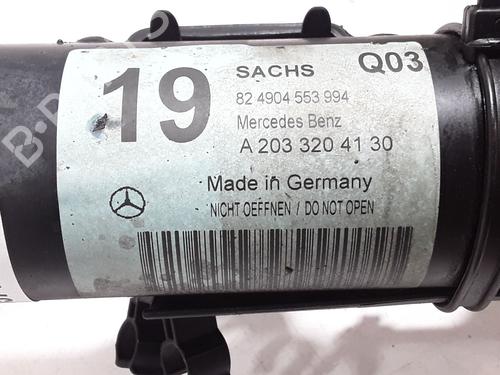 19
SACHS Q03
82 4904 553 994
Mercedes Benz
A 203 320 41 30
Made in Germany
NICHT OEFFNEN / DO NOT OPEN